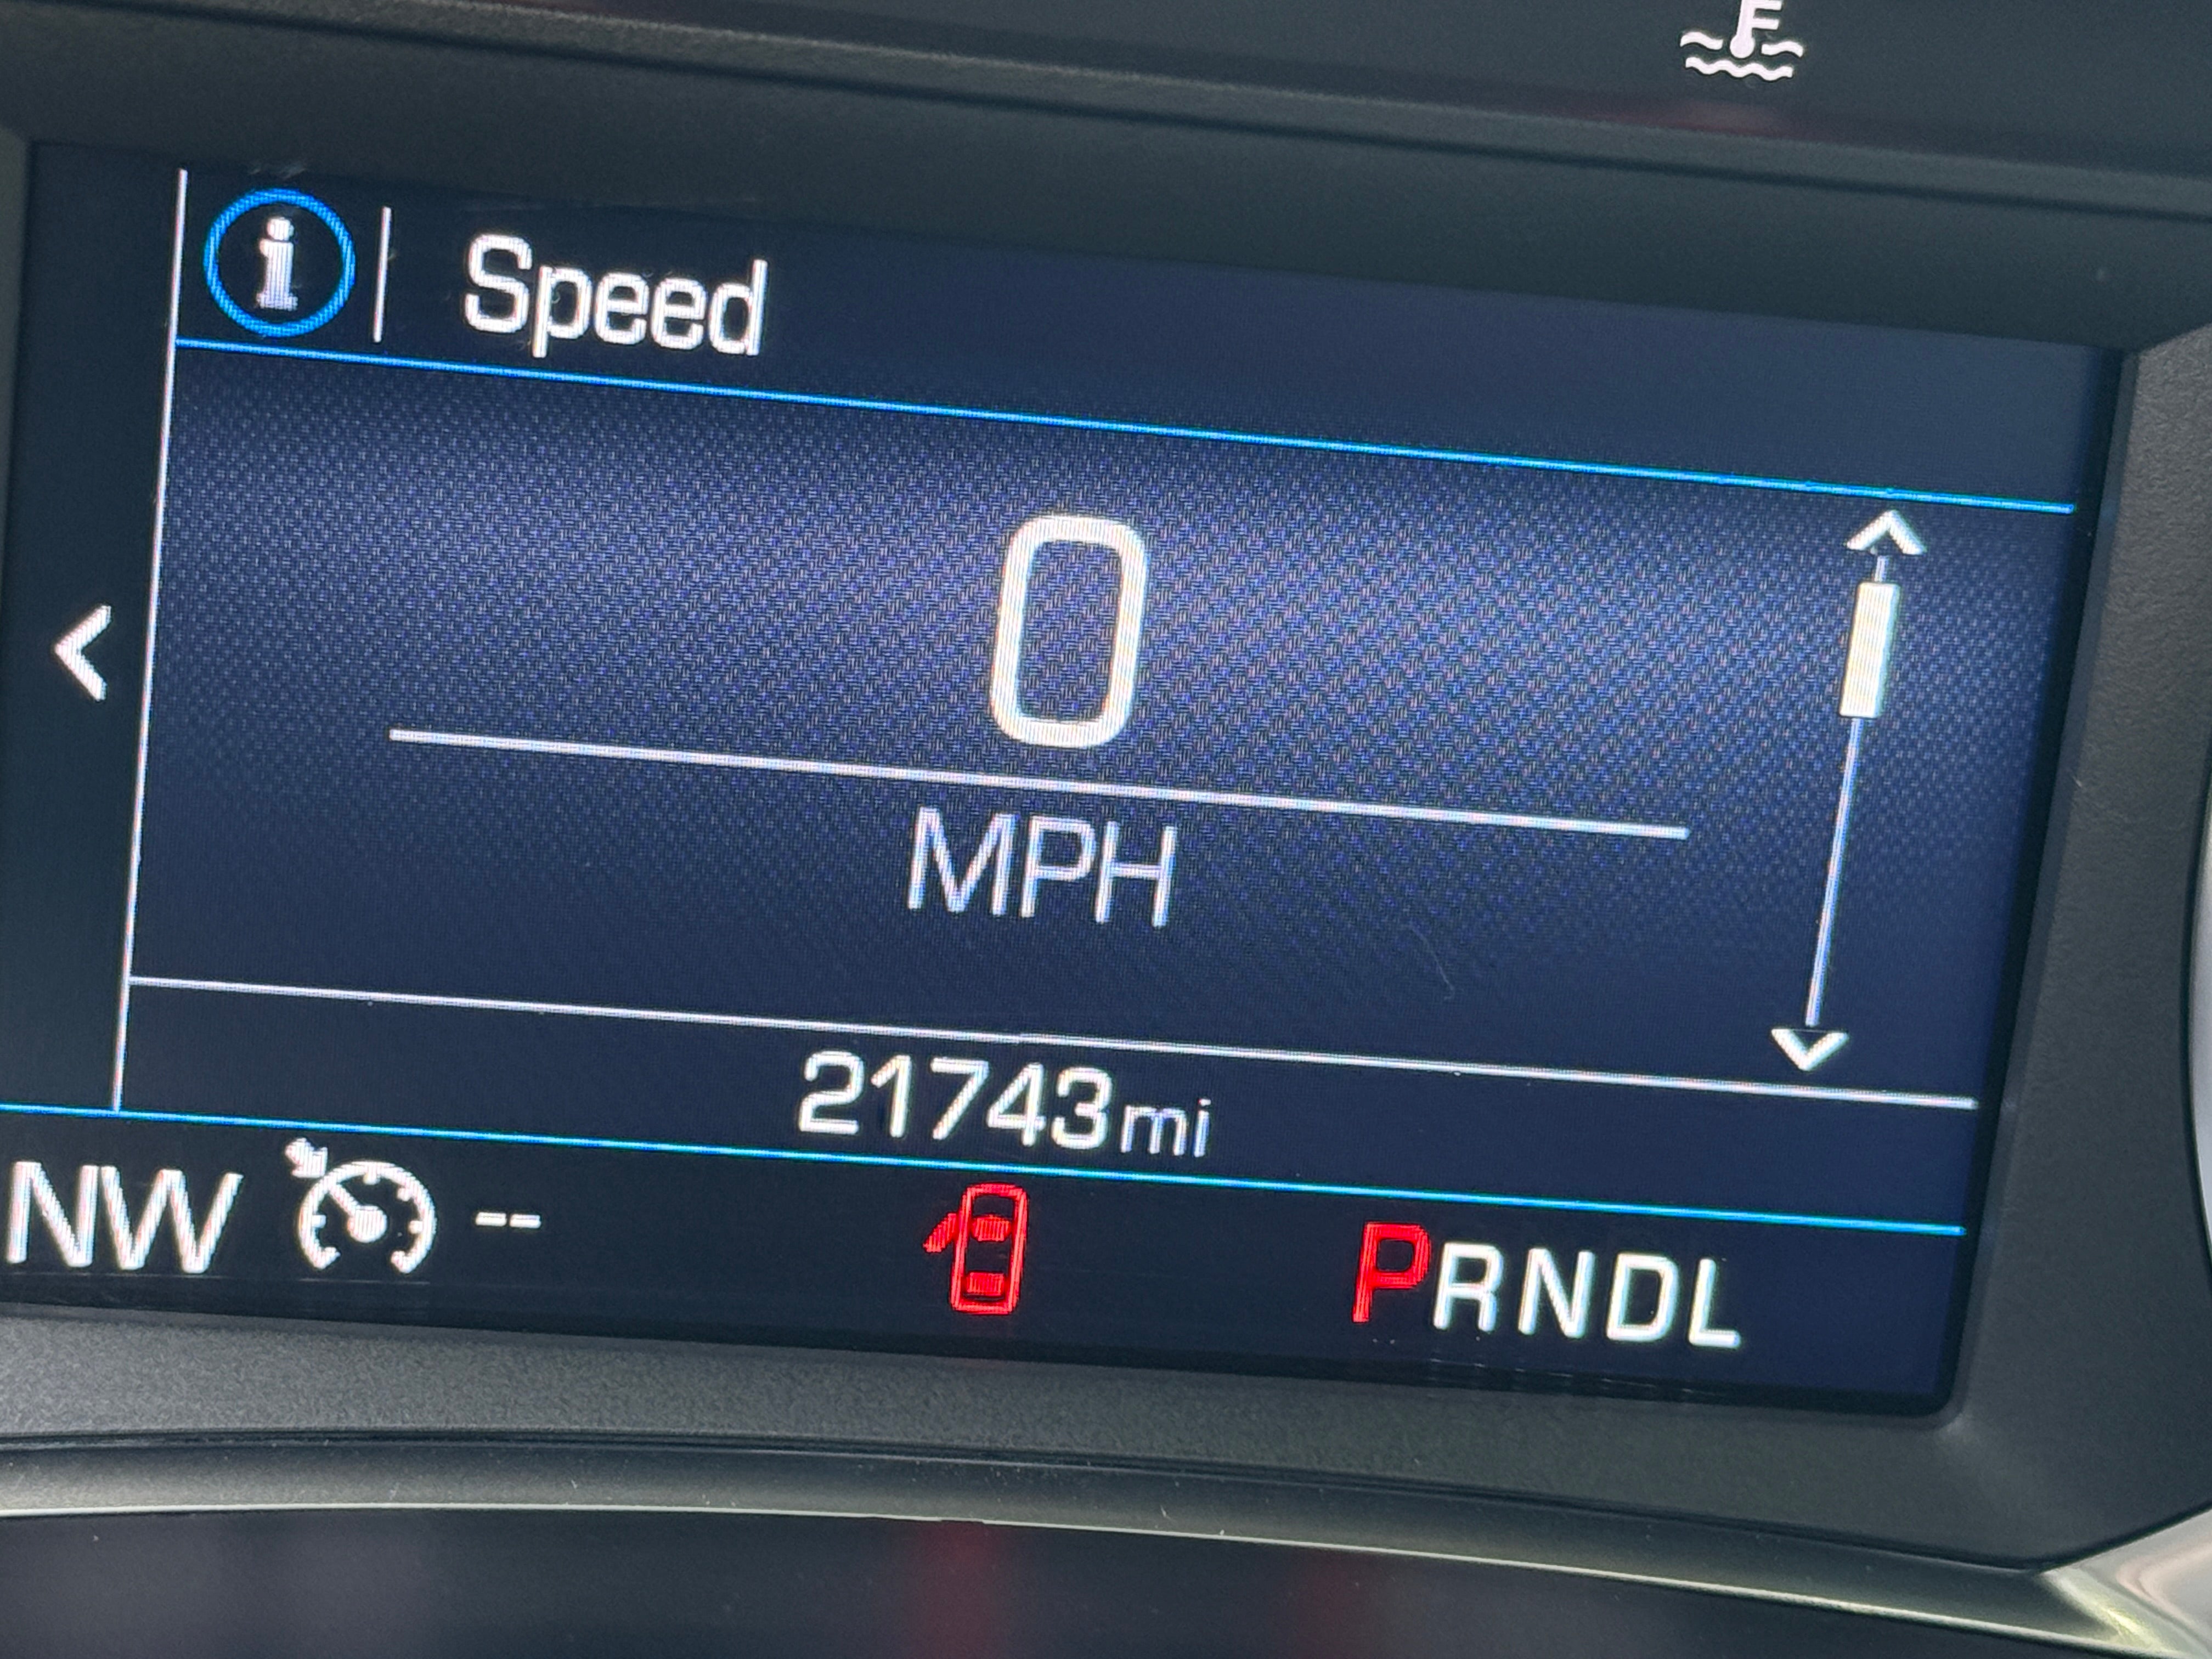 F
i Speed
0
MPH
21743mi
NW -- PRNDL